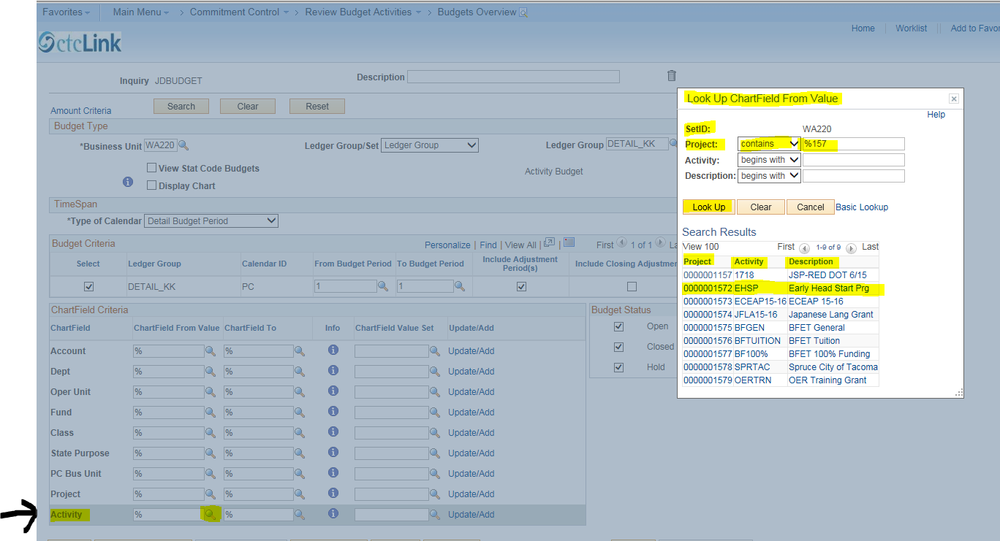 Favorites Main Menu > Commitment Control > Review Budget Activities > Budgets Overview
Home Worklist Add to Favor
ctcLink
Inquiry JDBUDGET Description
Amount Criteria Search Clear Reset
Budget Type
*Business Unit WA220 Ledger Group/Set Ledger Group Ledger Group DETAIL_KK
View Stat Code Budgets Activity Budget
Display Chart
TimeSpan
*Type of Calendar Detail Budget Period
Budget Criteria Personalize | Find | View All | | First 1 of 1 La
Select Ledger Group Calendar ID From Budget Period To Budget Period Include Adjustment Period(s) Include Closing Adjustmen
DETAIL_KK PC 1 1
ChartField Criteria
ChartField ChartField From Value ChartField To Info ChartField Value Set Update/Add
Account % % Update/Add
Dept % % Update/Add
Oper Unit % % Update/Add
Fund % % Update/Add
Class % % Update/Add
State Purpose % % Update/Add
PC Bus Unit % % Update/Add
Project % % Update/Add
Activity % % Update/Add
Budget Status
Open
Closed
Hold
Look Up ChartField From Value ×
Help
SetID: WA220
Project: contains %157
Activity: begins with
Description: begins with
Look Up Clear Cancel Basic Lookup
Search Results
View 100 First 1-9 of 9 Last
Project Activity Description
0000001157 1718 JSP-RED DOT 6/15
0000001572 EHSP Early Head Start Prg
0000001573 ECEAP15-16 ECEAP 15-16
0000001574 JFLA15-16 Japanese Lang Grant
0000001575 BFGEN BFET General
0000001576 BFTUITION BFET Tuition
0000001577 BF100% BFET 100% Funding
0000001578 SPRTAC Spruce City of Tacoma
0000001579 OERTRN OER Training Grant